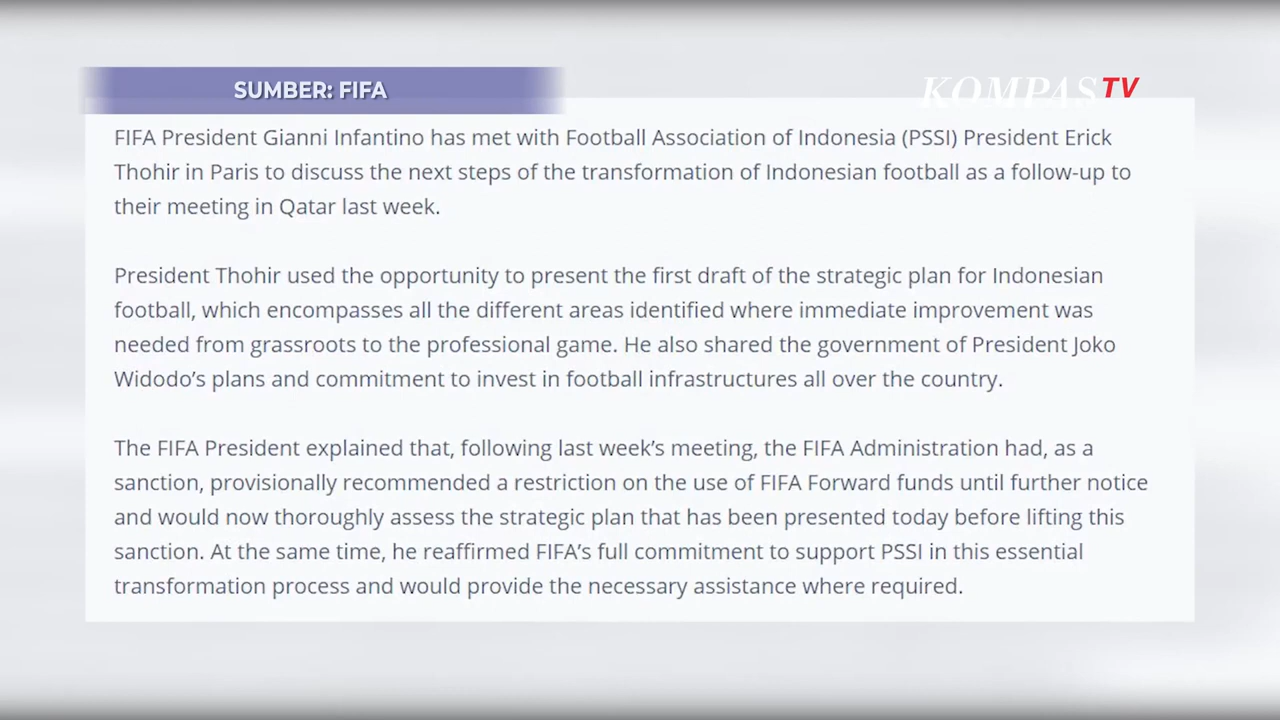 SUMBER: FIFA
KOMPAS TV
FIFA President Gianni Infantino has met with Football Association of Indonesia (PSSI) President Erick
Thohir in Paris to discuss the next steps of the transformation of Indonesian football as a follow-up to
their meeting in Qatar last week.
President Thohir used the opportunity to present the first draft of the strategic plan for Indonesian
football, which encompasses all the different areas identified where immediate improvement was
needed from grassroots to the professional game. He also shared the government of President Joko
Widodo’s plans and commitment to invest in football infrastructures all over the country.
The FIFA President explained that, following last week’s meeting, the FIFA Administration had, as a
sanction, provisionally recommended a restriction on the use of FIFA Forward funds until further notice
and would now thoroughly assess the strategic plan that has been presented today before lifting this
sanction. At the same time, he reaffirmed FIFA’s full commitment to support PSSI in this essential
transformation process and would provide the necessary assistance where required.